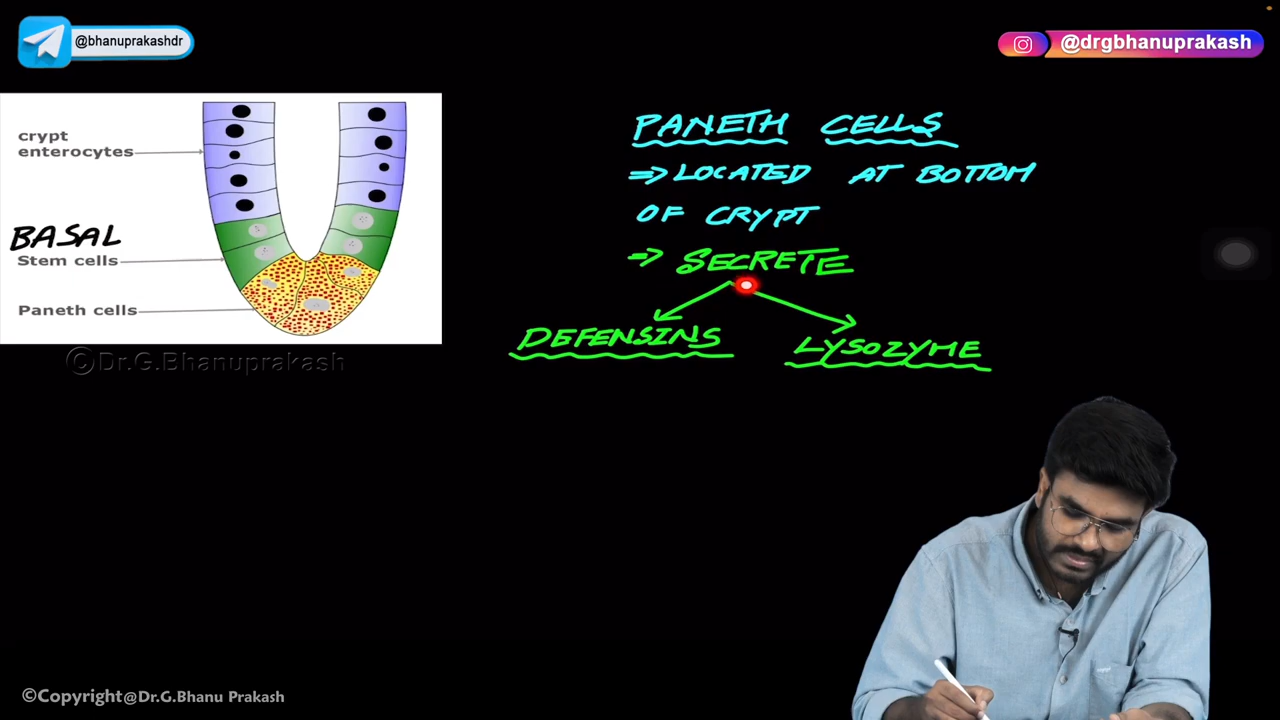 @bhanuprakashdr
@drgbhanuprakash
crypt
enterocytes
BASAL
Stem cells
Paneth cells
©Dr.G.Bhanuprakash
PANETH CELLS
⇒ LOCATED AT BOTTOM
OF CRYPT
⇒ SECRETE
DEFENSINS
LYSOZYME
©Copyright@Dr.G.Bhanu Prakash